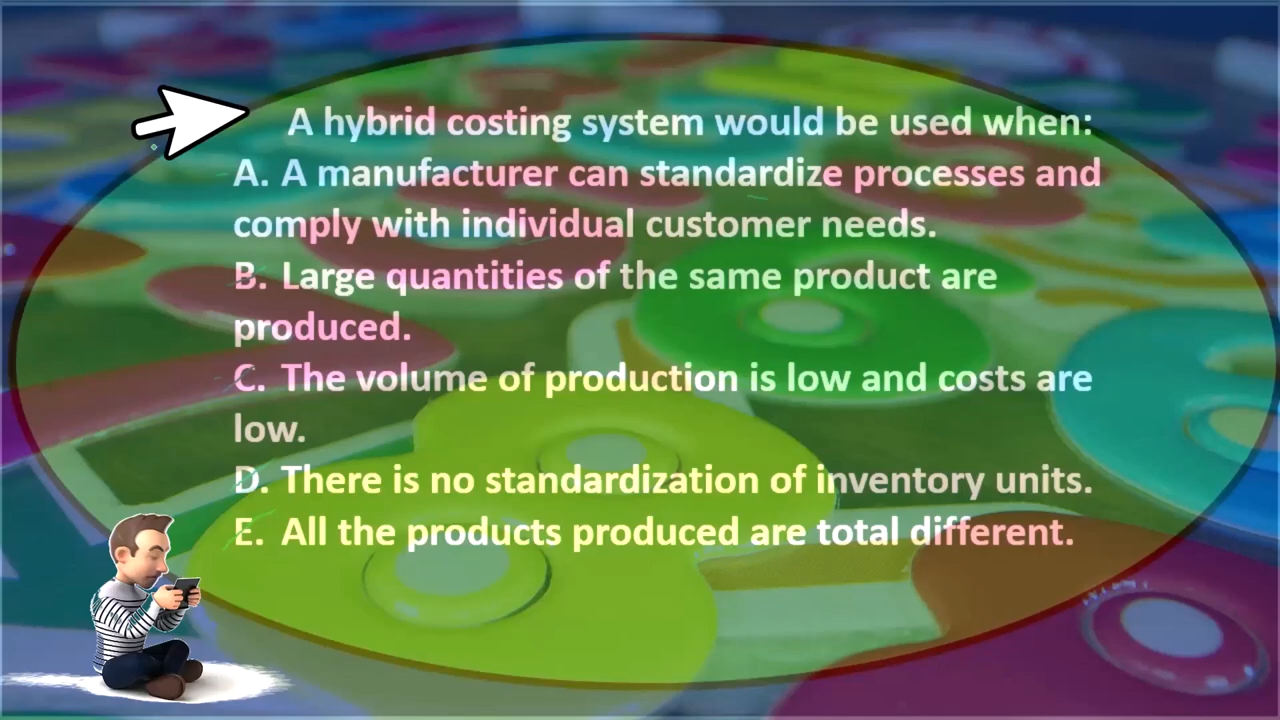 A hybrid costing system would be used when:
A. A manufacturer can standardize processes and
comply with individual customer needs.
B. Large quantities of the same product are
produced.
C. The volume of production is low and costs are
low.
D. There is no standardization of inventory units.
E. All the products produced are total different.